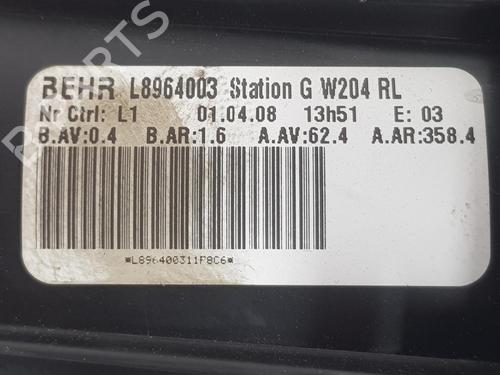 BEHR L8964003 Station G W204 RL
Nr Ctrl: L1 01.04.08 13h51 E: 03
B.AV:0.4 B.AR:1.6 A.AV:62.4 A.AR:358.4
*L896400311F8C6*